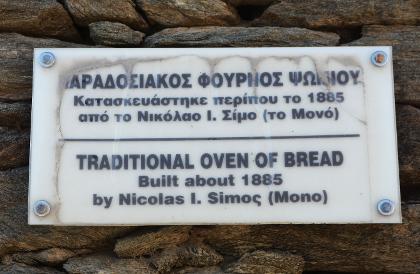 ΠΑΡΑΔΟΣΙΑΚΟΣ ΦΟΥΡΝΟΣ ΨΩΜΙΟΥ
Κατασκευάστηκε περίπου το 1885
από το Νικόλαο Ι. Σίμο (το Μονό)
TRADITIONAL OVEN OF BREAD
Built about 1885
by Nicolas I. Simoς (Mono)